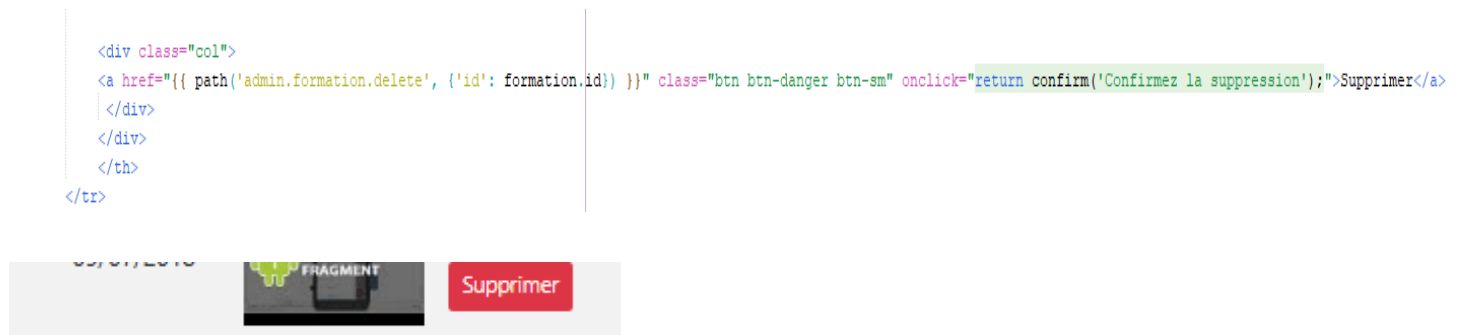 <div class="col">
<a href="{{ path('admin.formation.delete', {'id': formation.id}) }}" class="btn btn-danger btn-sm" onclick="return confirm('Confirmez la suppression');">Supprimer</a>
</div>
</div>
</th>
</tr>
FRAGMENT
Supprimer